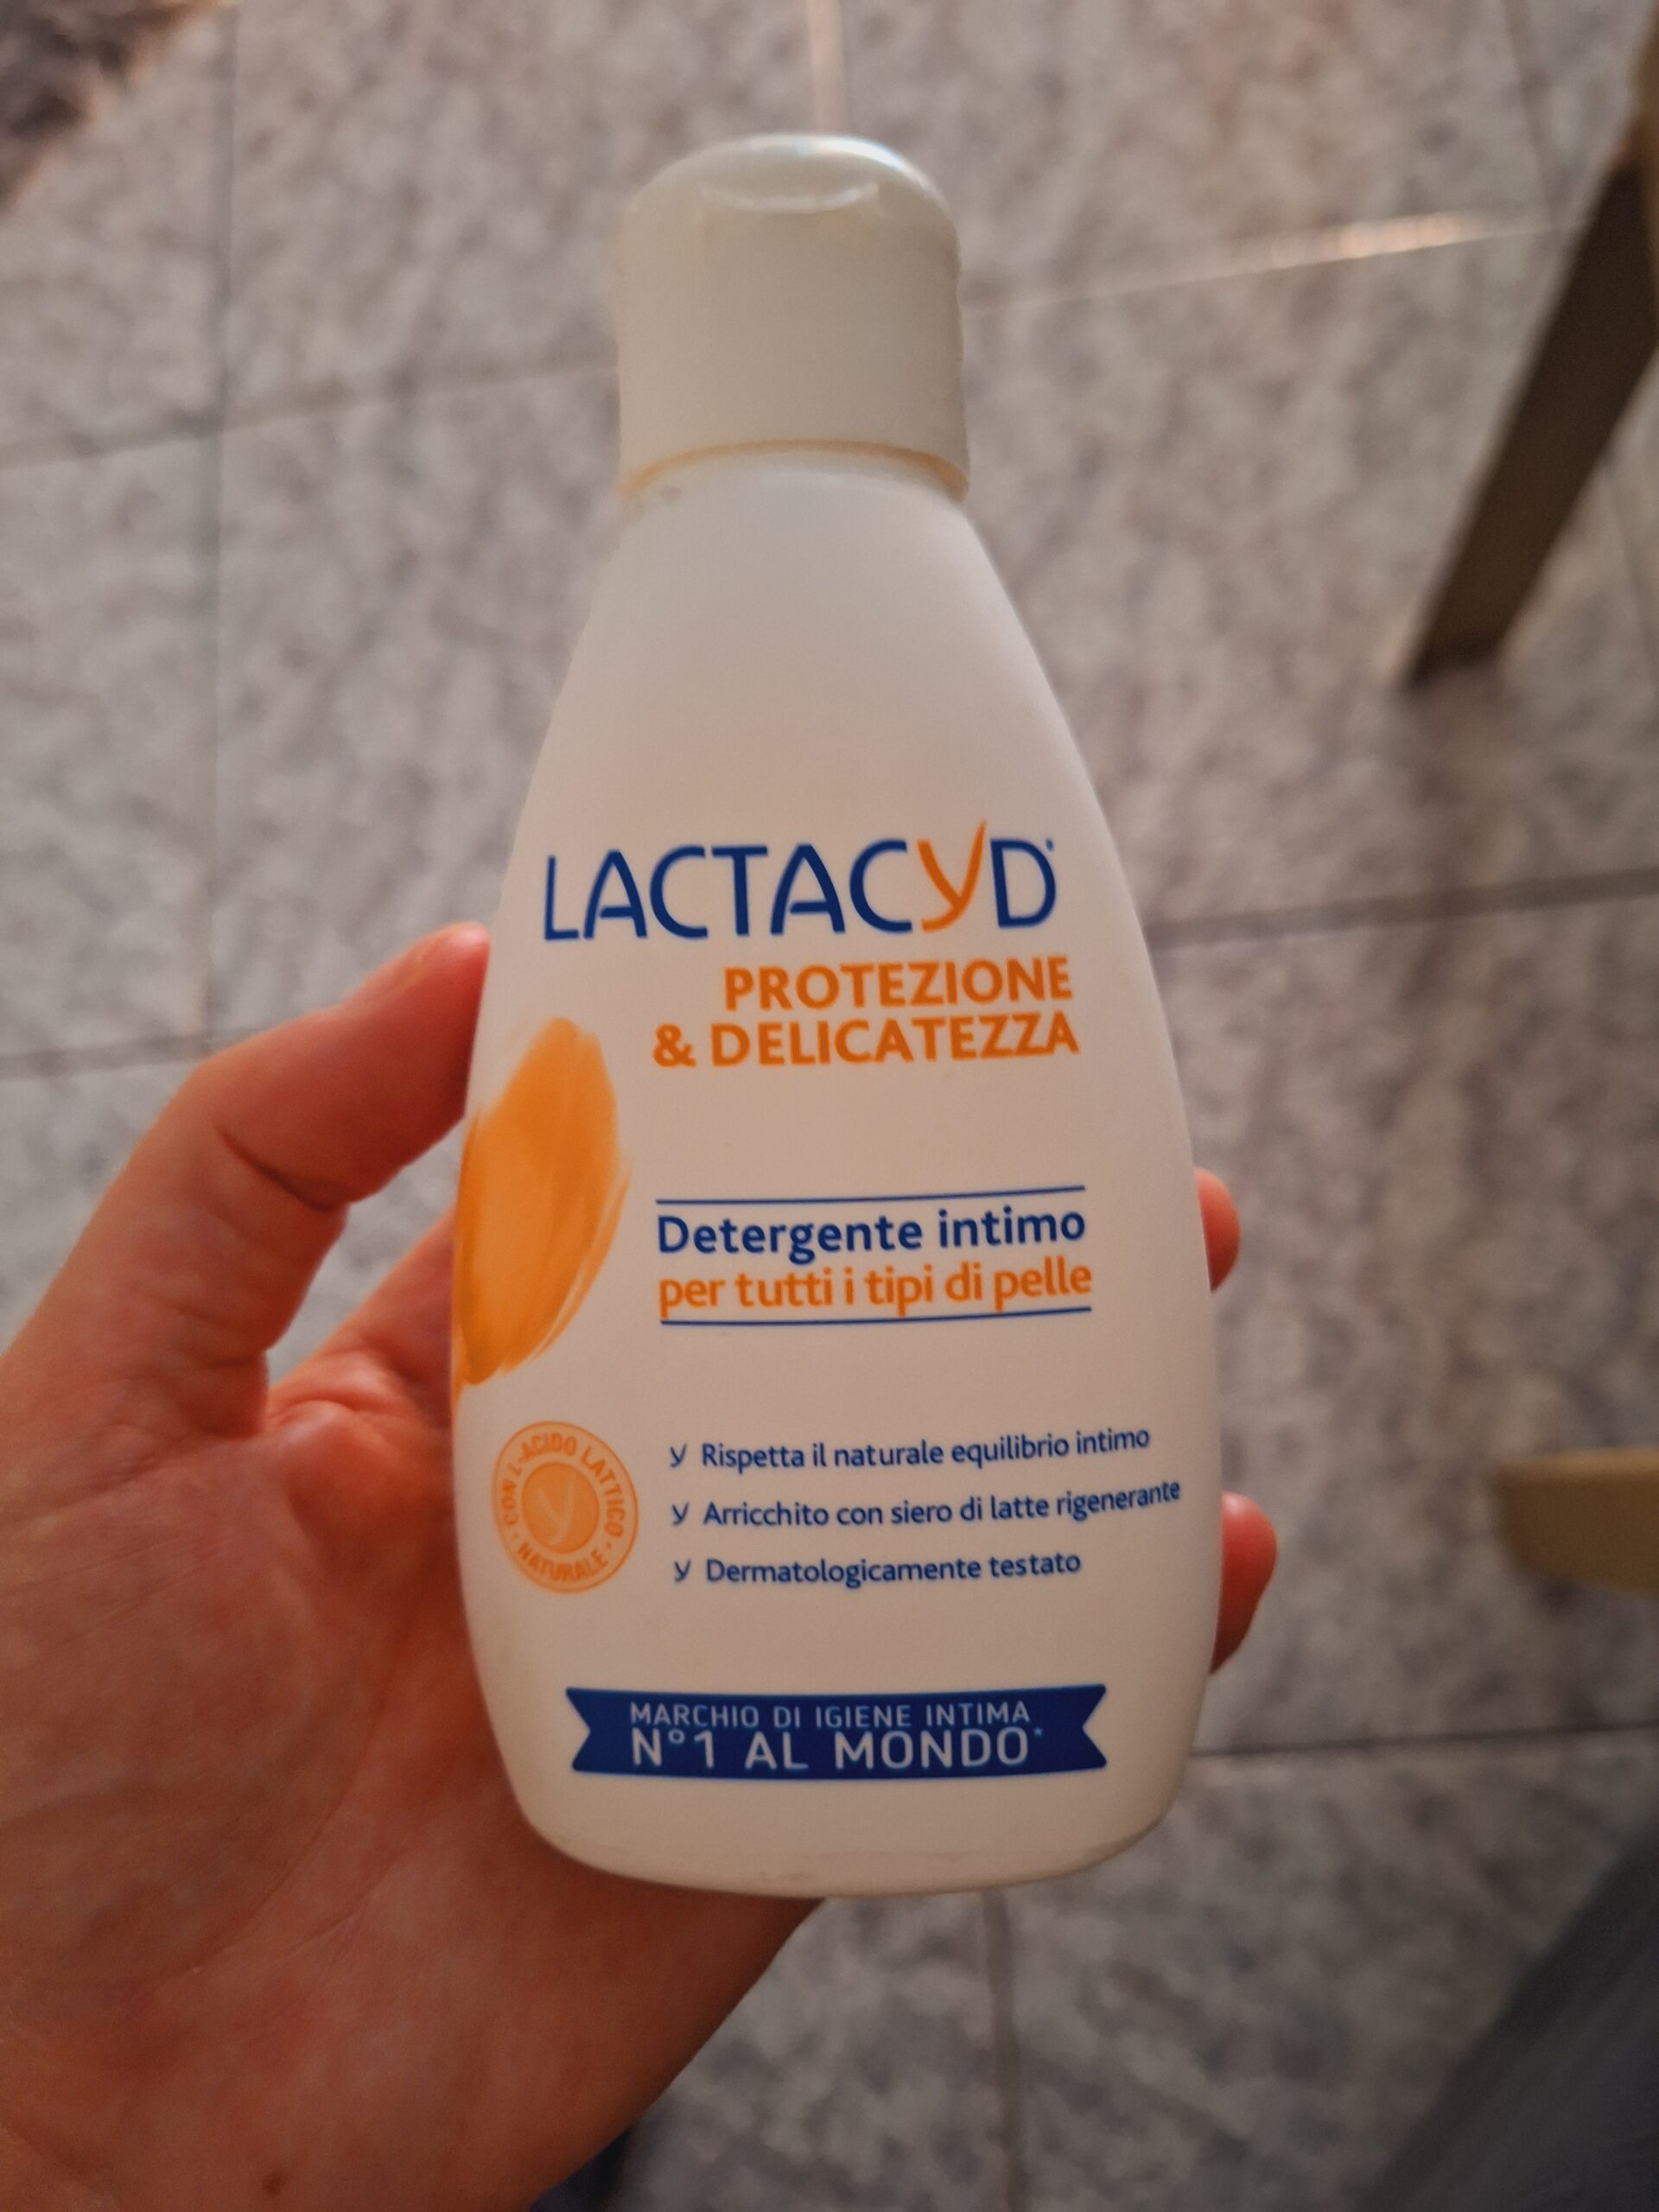 LACTACYD
PROTEZIONE
& DELICATEZZA
Detergente intimo
per tutti i tipi di pelle
CON L-ACIDO LATTICO
NATURALE
Rispetta il naturale equilibrio intimo
Arricchito con siero di latte rigenerante
Dermatologicamente testato
MARCHIO DI IGIENE INTIMA
N°1 AL MONDO*